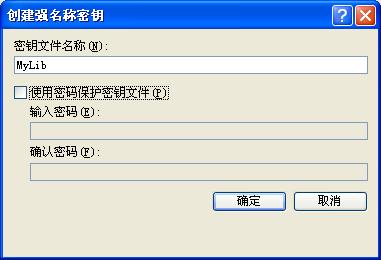 创建强名称密钥
密钥文件名称(N):
MyLib
使用密码保护密钥文件(P)
输入密码(E):
确认密码(F):
确定 取消